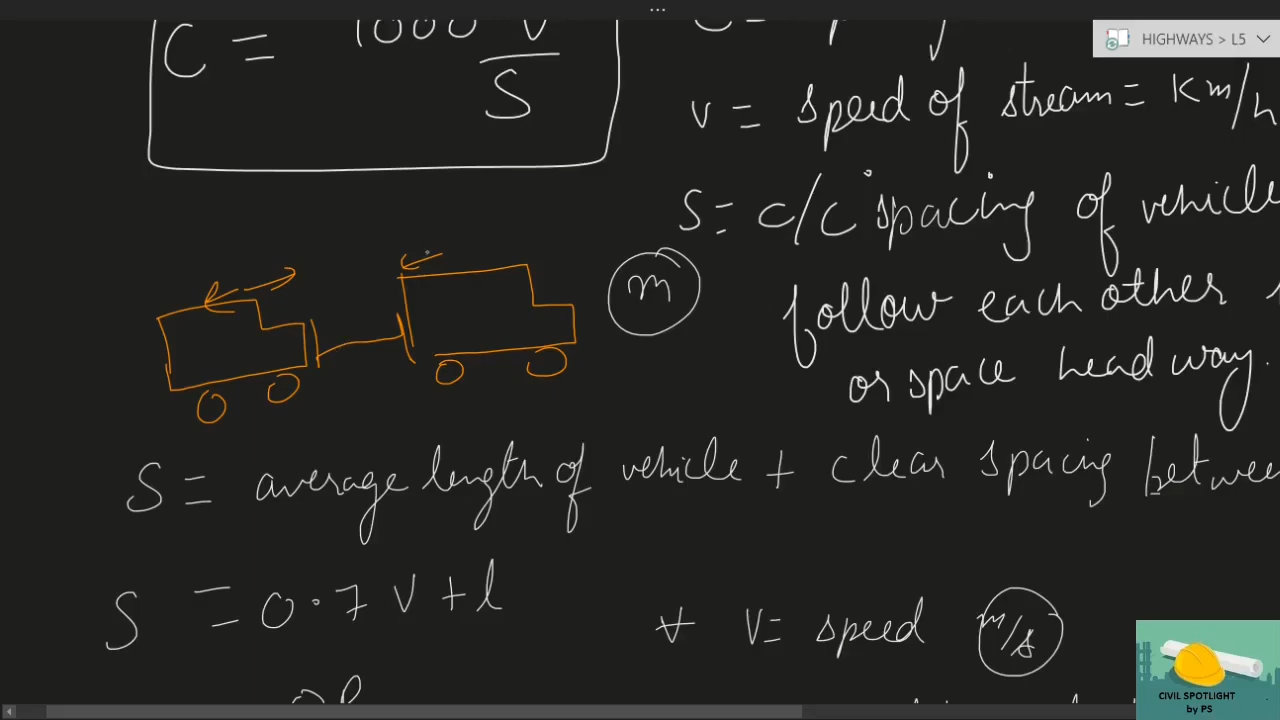 ...
C = 1000 V
S
HIGHWAYS > L5
v = speed of stream = Km/h
S = c/c spacing of vehicle
m
follow each other
or space head way.
S = average length of vehicle + clear spacing between
S = 0.7 V + l
V = speed m/s
OR
CIVIL SPOTLIGHT
by PS